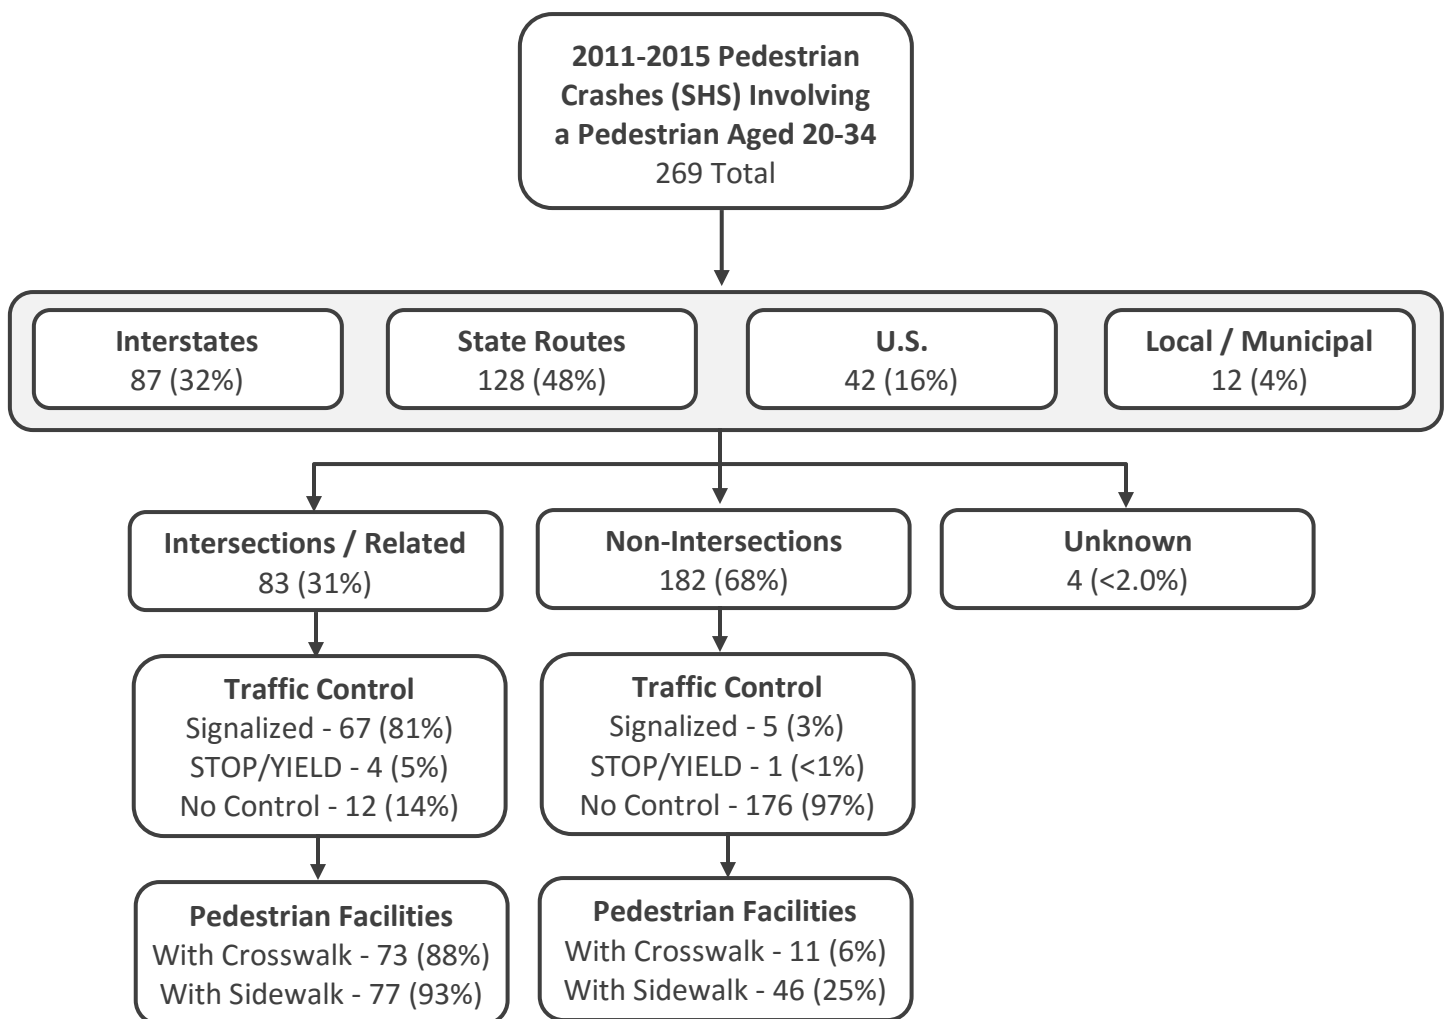 2011-2015 Pedestrian
Crashes (SHS) Involving
a Pedestrian Aged 20-34
269 Total
Interstates
87 (32%)
State Routes
128 (48%)
U.S.
42 (16%)
Local / Municipal
12 (4%)
Intersections / Related
83 (31%)
Non-Intersections
182 (68%)
Unknown
4 (<2.0%)
Traffic Control
Signalized - 67 (81%)
STOP/YIELD - 4 (5%)
No Control - 12 (14%)
Traffic Control
Signalized - 5 (3%)
STOP/YIELD - 1 (<1%)
No Control - 176 (97%)
Pedestrian Facilities
With Crosswalk - 73 (88%)
With Sidewalk - 77 (93%)
Pedestrian Facilities
With Crosswalk - 11 (6%)
With Sidewalk - 46 (25%)